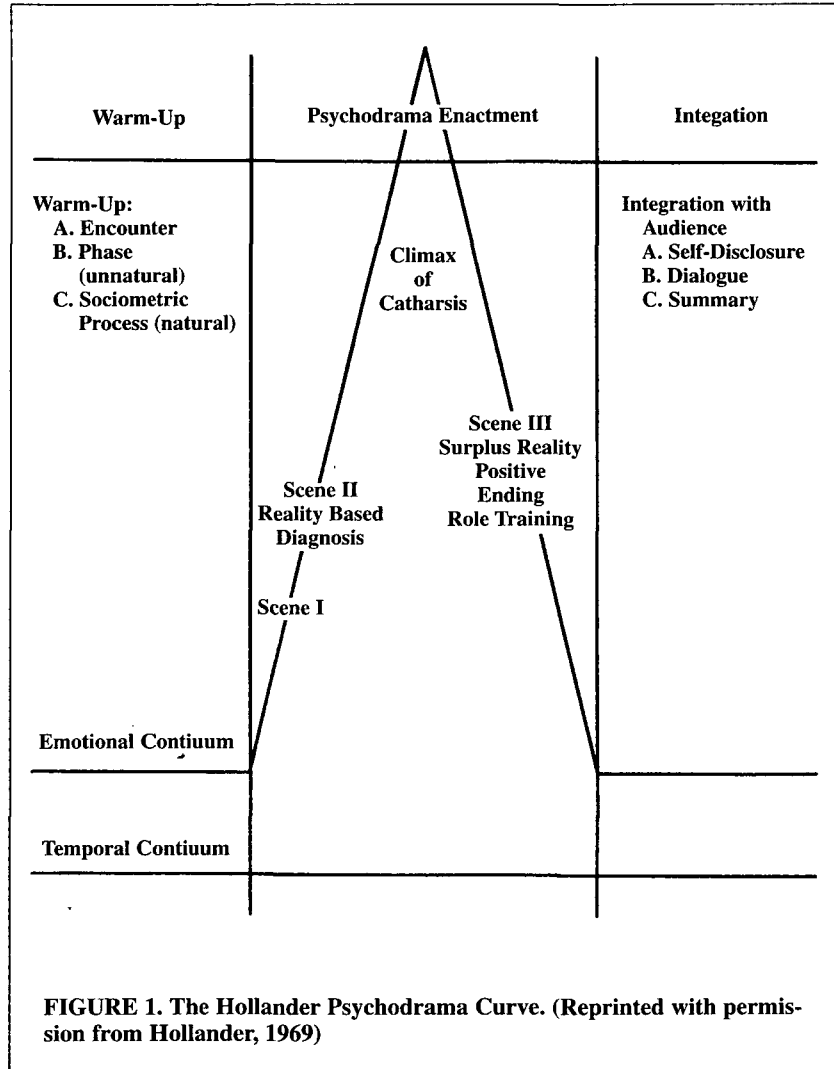 Warm-Up
Psychodrama Enactment
Integation
Warm-Up:
A. Encounter
B. Phase
(unnatural)
C. Sociometric
Process (natural)
Climax
of
Catharsis
Integration with
Audience
A. Self-Disclosure
B. Dialogue
C. Summary
Scene II
Reality Based
Diagnosis
Scene I
Scene III
Surplus Reality
Positive
Ending
Role Training
Emotional Contiuum
Temporal Contiuum
FIGURE 1. The Hollander Psychodrama Curve. (Reprinted with permis-
sion from Hollander, 1969)